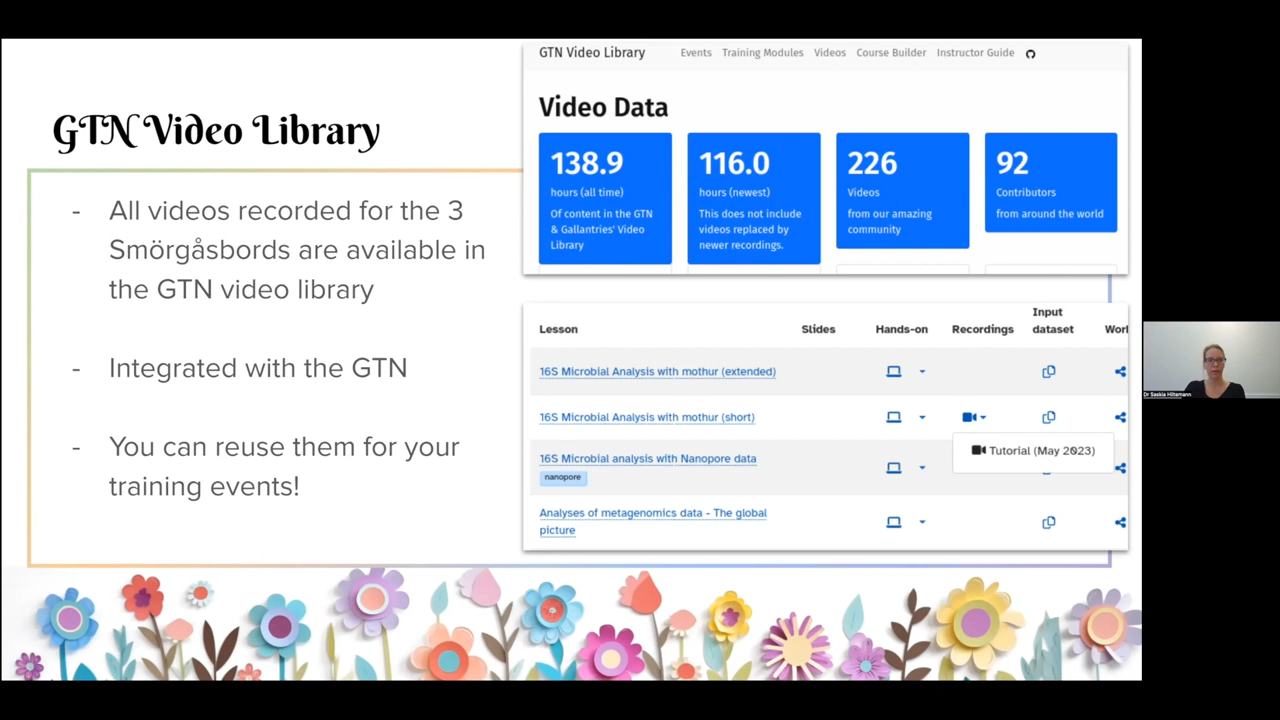 GTN Video Library
- All videos recorded for the 3
Smörgåsbords are available in
the GTN video library
- Integrated with the GTN
- You can reuse them for your
training events!
GTN Video Library Events Training Modules Videos Course Builder Instructor Guide
Video Data
138.9
hours (all time)
Of content in the GTN
& Gallantries' Video
Library
116.0
hours (newest)
This does not include
videos replaced by
newer recordings.
226
Videos
from our amazing
community
92
Contributors
from around the world
Lesson Slides Hands-on Recordings Input
dataset Worl
16S Microbial Analysis with mothur (extended)
16S Microbial Analysis with mothur (short)
Tutorial (May 2023)
16S Microbial analysis with Nanopore data
nanopore
Analyses of metagenomics data - The global
picture
Dr Saskia Hiltemann